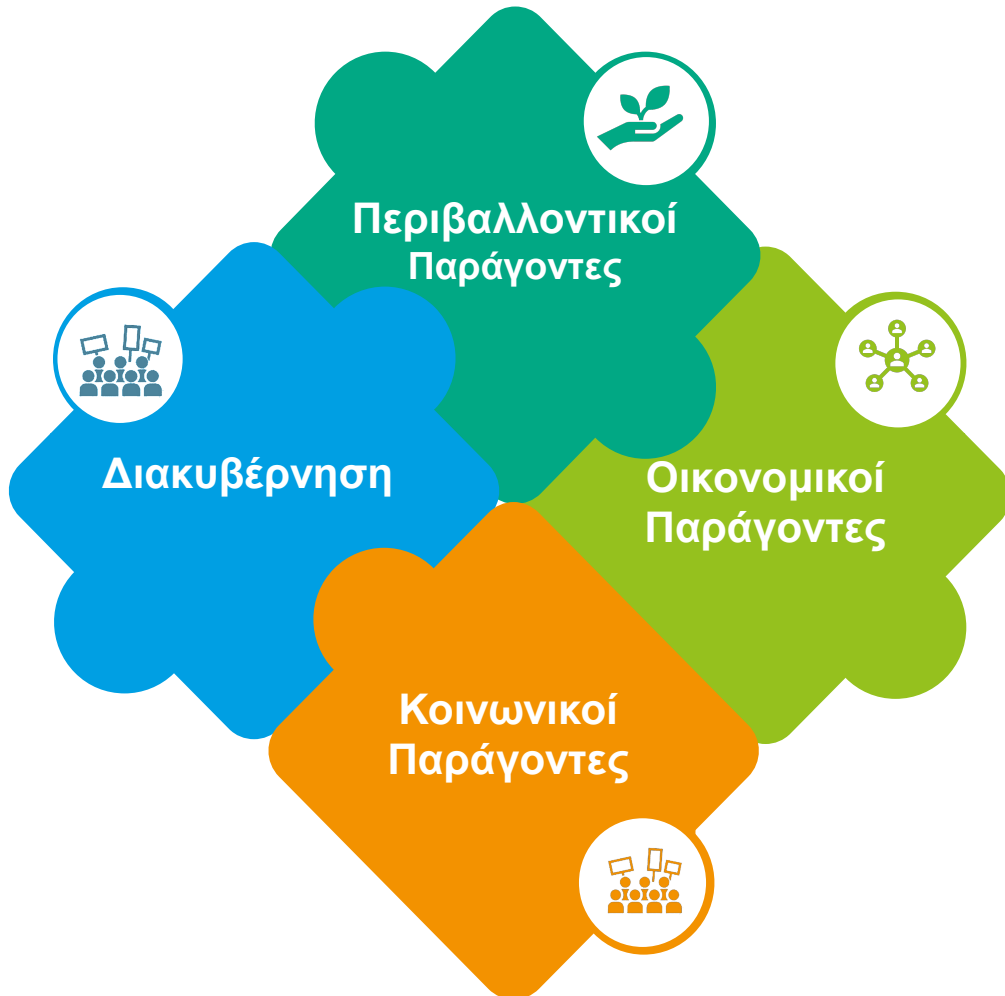 Περιβαλλοντικοί
Παράγοντες
Διακυβέρνηση
Οικονομικοί
Παράγοντες
Κοινωνικοί
Παράγοντες